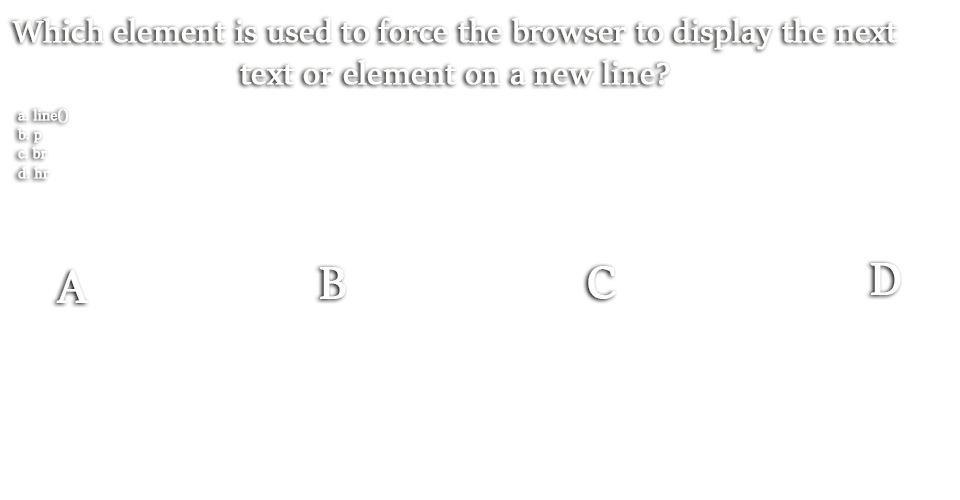 Which element is used to force the browser to display the next
text or element on a new line?
a. line()
b. p
c. br
d. hr
A B C D